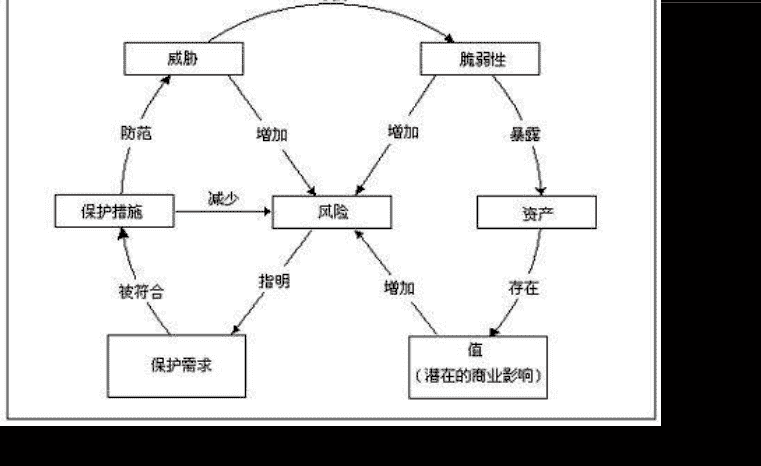 威胁
脆弱性
防范
增加
增加
暴露
保护措施
减少
风险
资产
被符合
指明
增加
存在
保护需求
值
（潜在的商业影响）